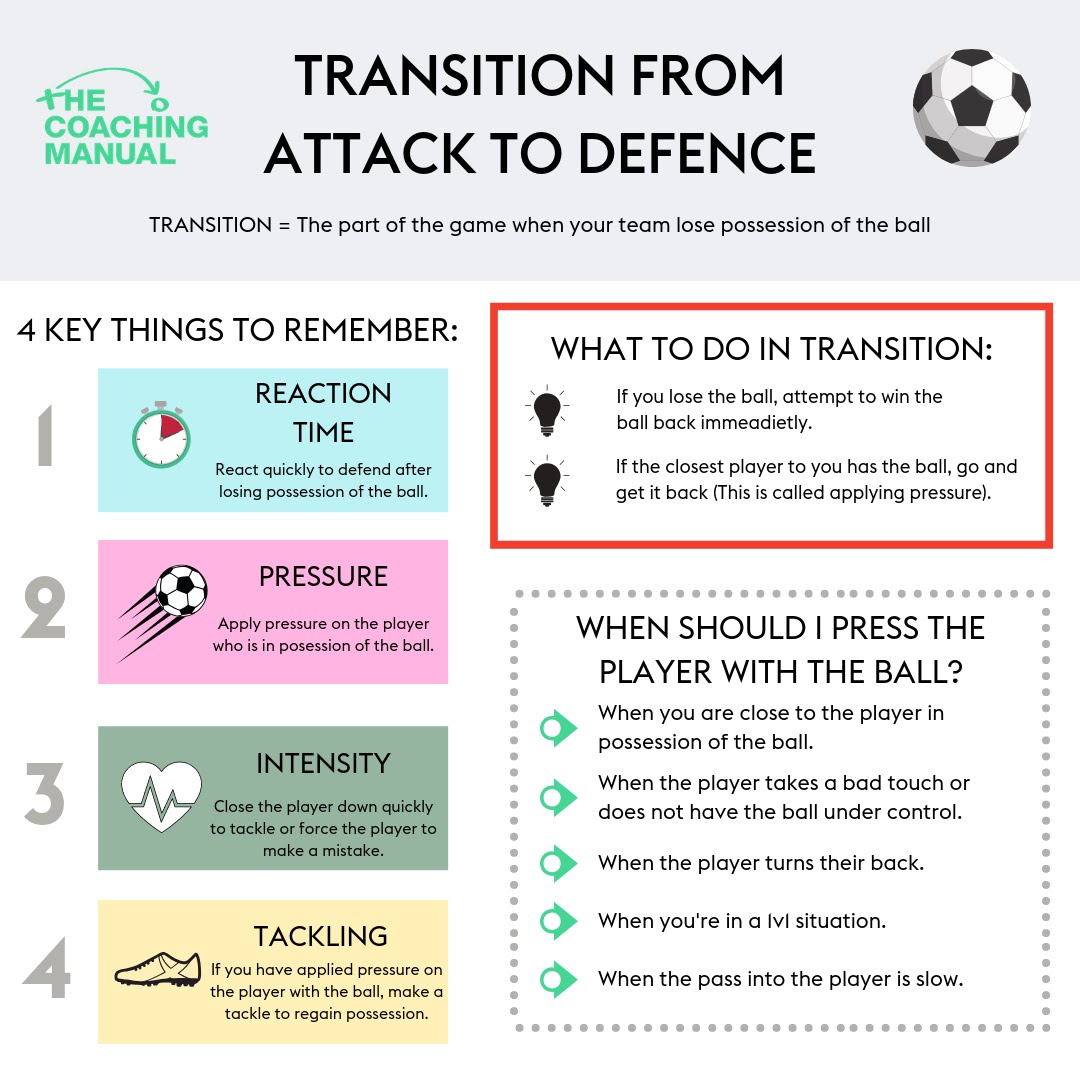 THE
COACHING
MANUAL
TRANSITION FROM
ATTACK TO DEFENCE
TRANSITION = The part of the game when your team lose possession of the ball
4 KEY THINGS TO REMEMBER:
1
REACTION
TIME
React quickly to defend after
losing possession of the ball.
2
PRESSURE
Apply pressure on the player
who is in posession of the ball.
3
INTENSITY
Close the player down quickly
to tackle or force the player to
make a mistake.
4
TACKLING
If you have applied pressure on
the player with the ball, make a
tackle to regain possession.
WHAT TO DO IN TRANSITION:
If you lose the ball, attempt to win the
ball back immeadietly.
If the closest player to you has the ball, go and
get it back (This is called applying pressure).
WHEN SHOULD I PRESS THE
PLAYER WITH THE BALL?
When you are close to the player in
possession of the ball.
When the player takes a bad touch or
does not have the ball under control.
When the player turns their back.
When you're in a 1v1 situation.
When the pass into the player is slow.